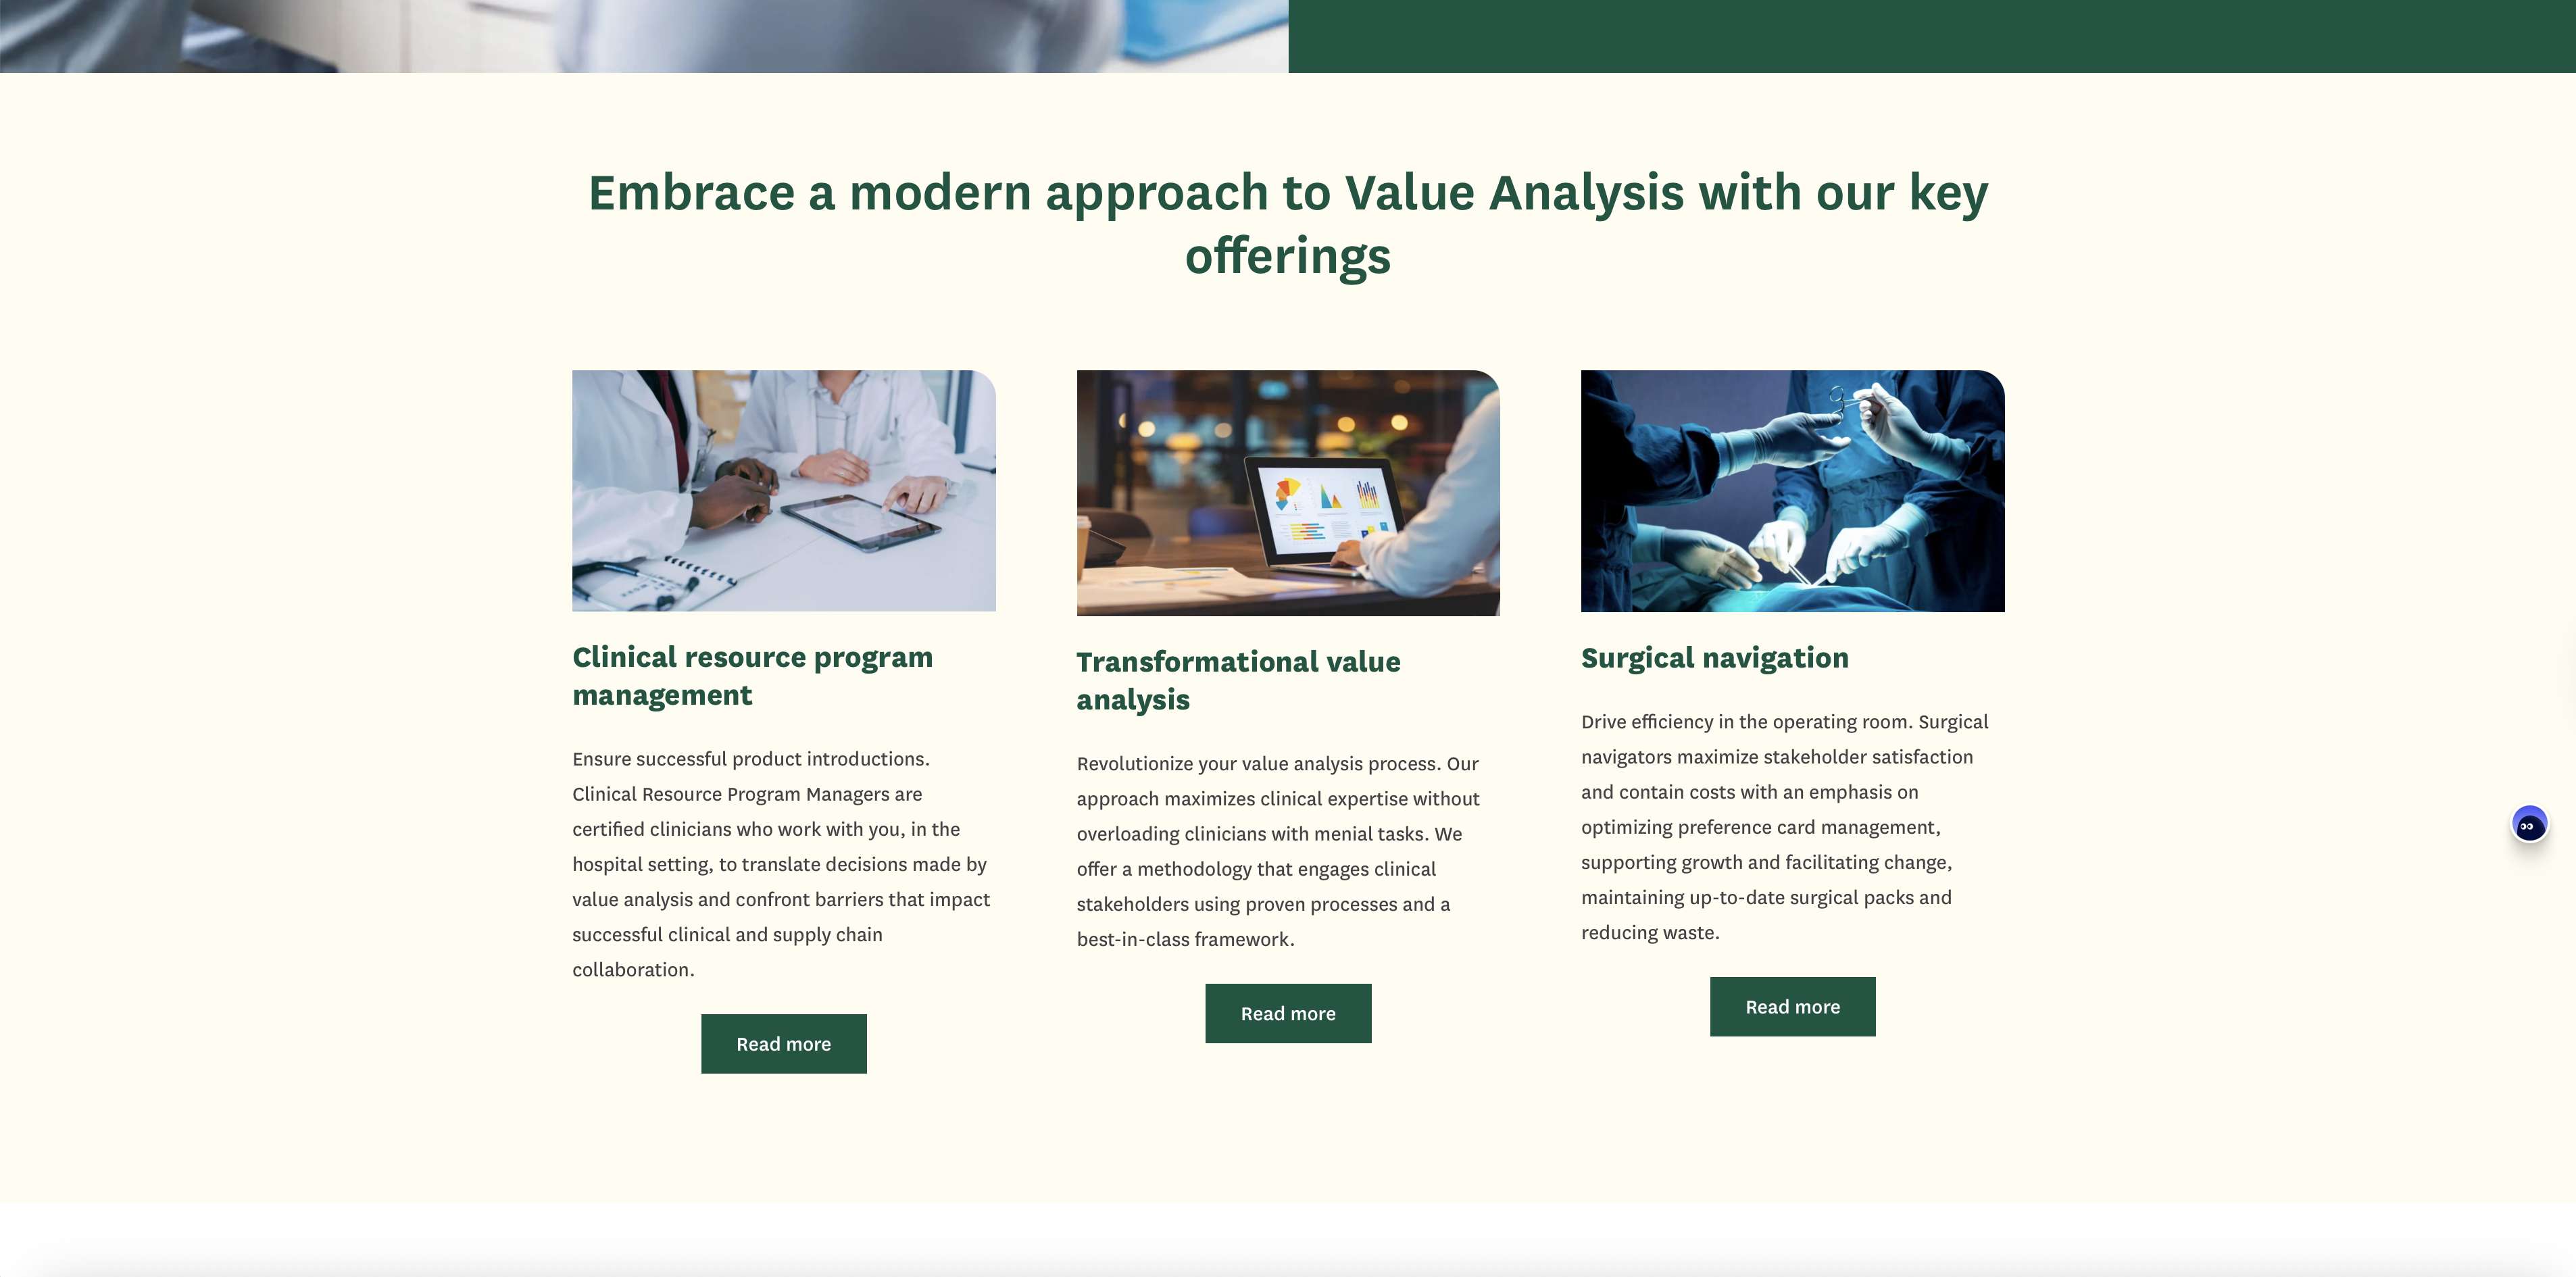 Embrace a modern approach to Value Analysis with our key
offerings
Clinical resource program
management
Ensure successful product introductions.
Clinical Resource Program Managers are
certified clinicians who work with you, in the
hospital setting, to translate decisions made by
value analysis and confront barriers that impact
successful clinical and supply chain
collaboration.
Read more
Transformational value
analysis
Revolutionize your value analysis process. Our
approach maximizes clinical expertise without
overloading clinicians with menial tasks. We
offer a methodology that engages clinical
stakeholders using proven processes and a
best-in-class framework.
Read more
Surgical navigation
Drive efficiency in the operating room. Surgical
navigators maximize stakeholder satisfaction
and contain costs with an emphasis on
optimizing preference card management,
supporting growth and facilitating change,
maintaining up-to-date surgical packs and
reducing waste.
Read more